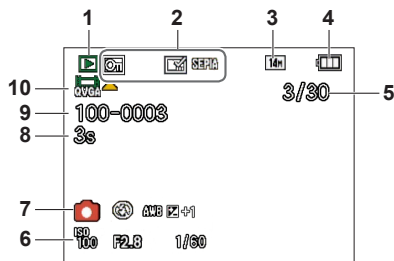 1 2 3 4
SEPIA 14M
10 QVGA 3/30 5
9 100-0003
8 3s
7 AWB +1
6 ISO 100 F2.8 1/60